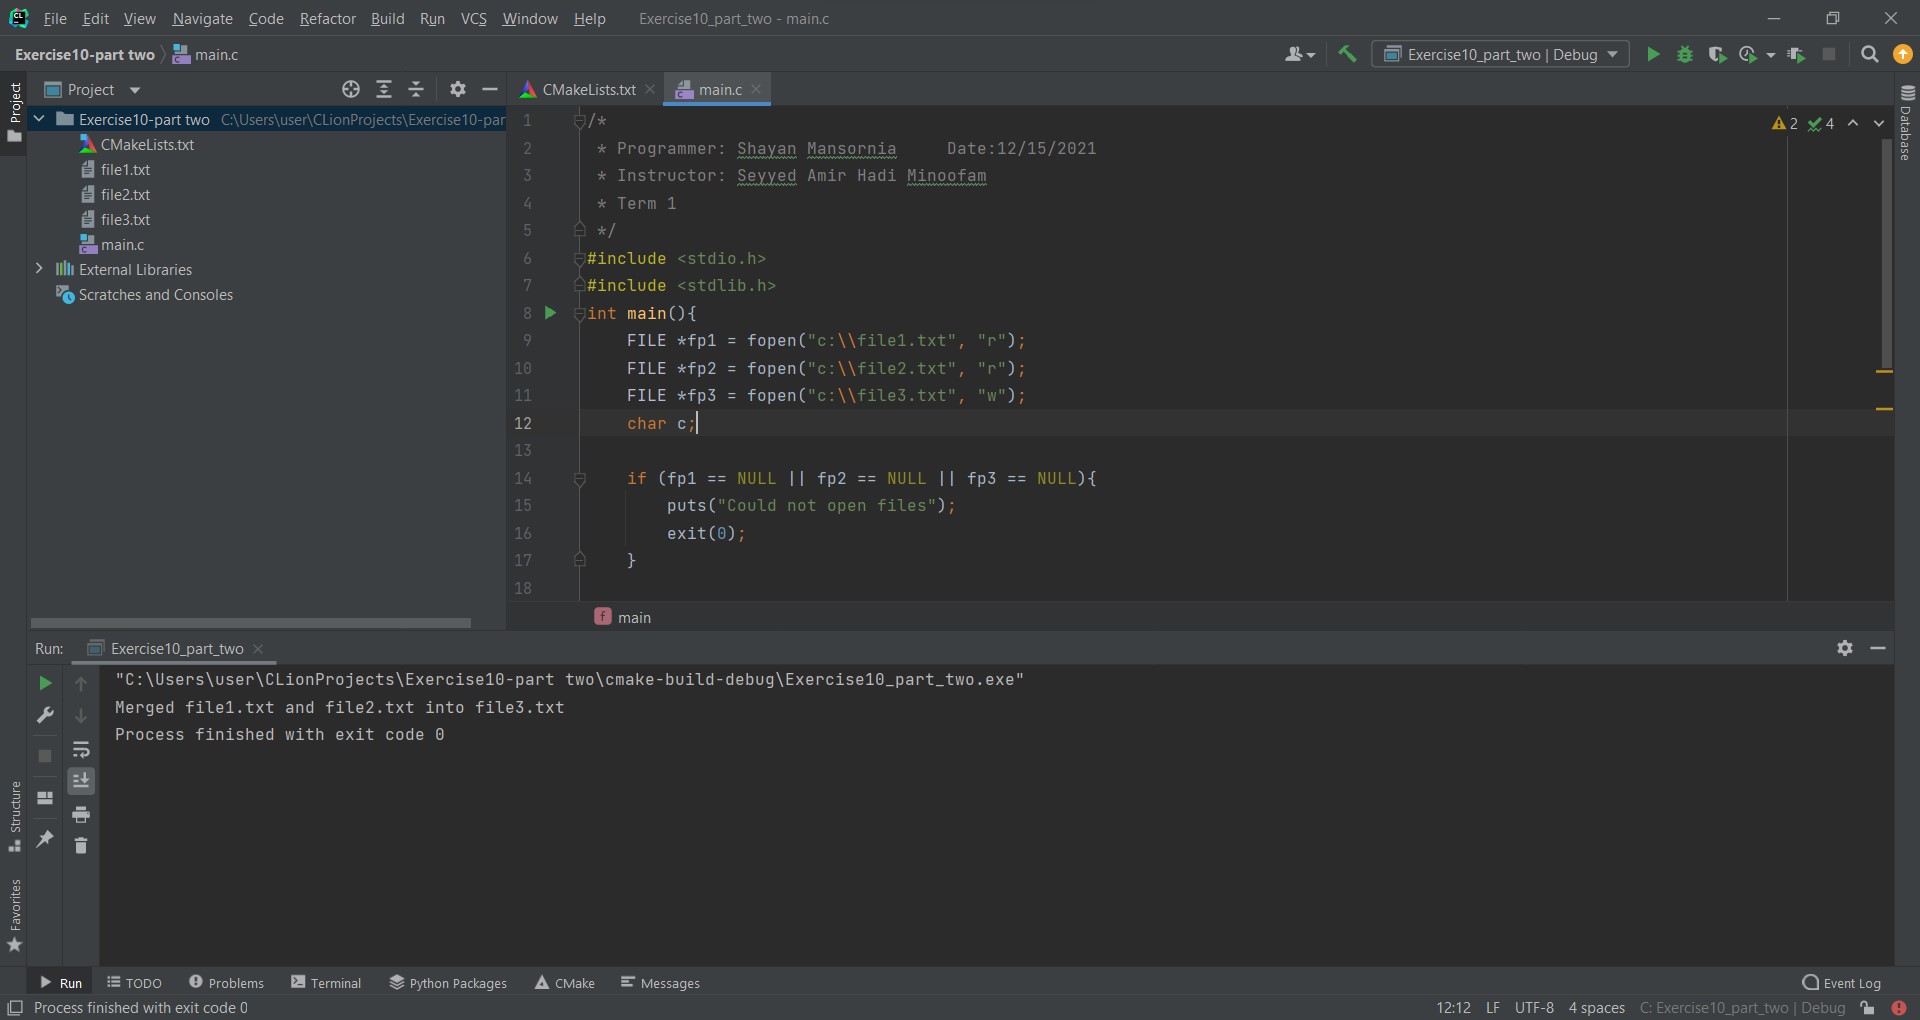 File Edit View Navigate Code Refactor Build Run VCS Window Help Exercise10_part_two - main.c
Exercise10-part two main.c Exercise10_part_two | Debug
Project
Project
CMakeLists.txt main.c
Exercise10-part two C:\Users\user\CLionProjects\Exercise10-par
CMakeLists.txt
file1.txt
file2.txt
file3.txt
main.c
External Libraries
Scratches and Consoles
2 4
Database
1 /*
2 * Programmer: Shayan Mansornia Date:12/15/2021
3 * Instructor: Seyyed Amir Hadi Minoofam
4 * Term 1
5 */
6 #include <stdio.h>
7 #include <stdlib.h>
8 int main(){
9 FILE *fp1 = fopen("c:\\file1.txt", "r");
10 FILE *fp2 = fopen("c:\\file2.txt", "r");
11 FILE *fp3 = fopen("c:\\file3.txt", "w");
12 char c;
13
14 if (fp1 == NULL || fp2 == NULL || fp3 == NULL){
15 puts("Could not open files");
16 exit(0);
17 }
18
f main
Run: Exercise10_part_two
"C:\Users\user\CLionProjects\Exercise10-part two\cmake-build-debug\Exercise10_part_two.exe"
Merged file1.txt and file2.txt into file3.txt
Process finished with exit code 0
Structure
Favorites
Run TODO Problems Terminal Python Packages CMake Messages Event Log
Process finished with exit code 0 12:12 LF UTF-8 4 spaces C: Exercise10_part_two | Debug